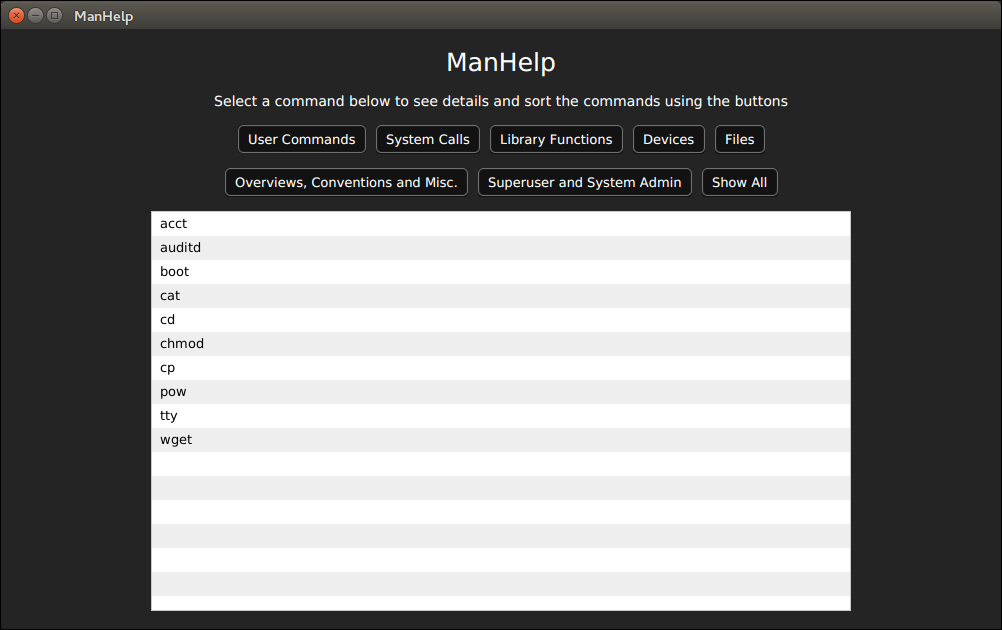 ManHelp
ManHelp
Select a command below to see details and sort the commands using the buttons
User Commands System Calls Library Functions Devices Files
Overviews, Conventions and Misc. Superuser and System Admin Show All
acct
auditd
boot
cat
cd
chmod
cp
pow
tty
wget